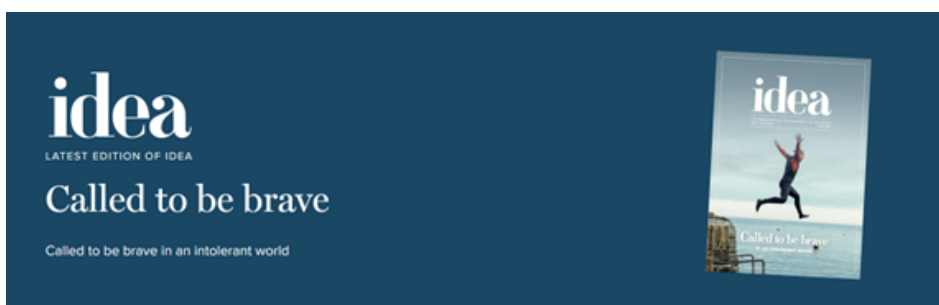 idea
LATEST EDITION OF IDEA
Called to be brave
Called to be brave in an intolerant world
idea
Called to be brave